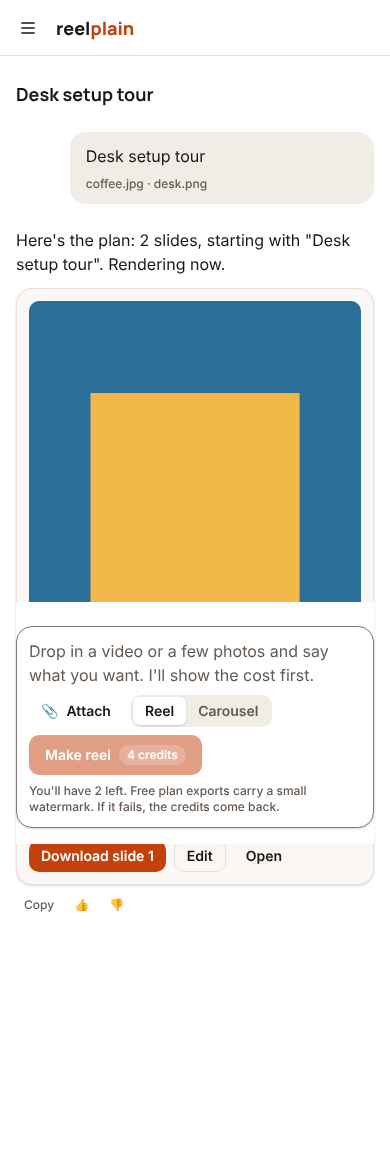 reelplain
Desk setup tour
Desk setup tour
coffee.jpg · desk.png
Here's the plan: 2 slides, starting with "Desk
setup tour". Rendering now.
Drop in a video or a few photos and say
what you want. I'll show the cost first.
Attach
Reel
Carousel
Make reel
4 credits
You'll have 2 left. Free plan exports carry a small
watermark. If it fails, the credits come back.
Download slide 1
Edit
Open
Copy